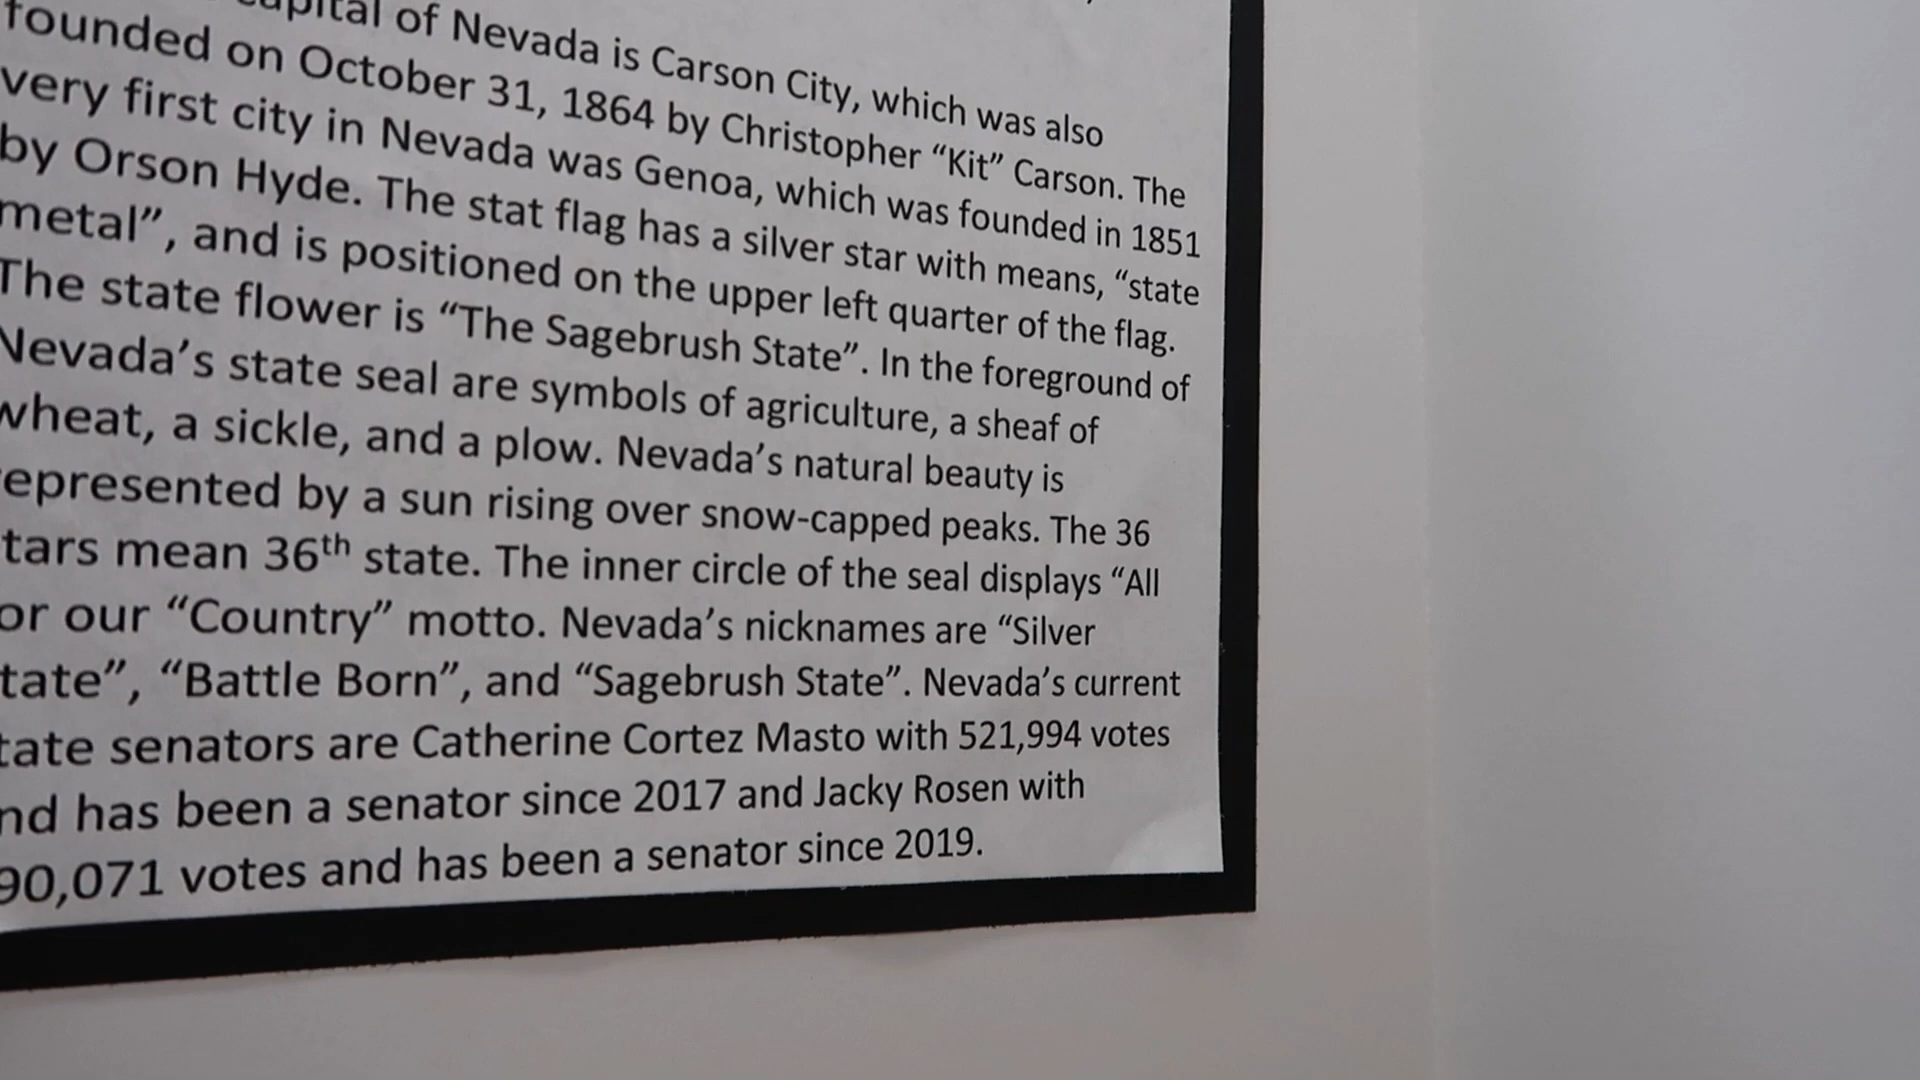 capital of Nevada is Carson City, which was also
founded on October 31, 1864 by Christopher “Kit” Carson. The
very first city in Nevada was Genoa, which was founded in 1851
by Orson Hyde. The stat flag has a silver star with means, “state
metal”, and is positioned on the upper left quarter of the flag.
The state flower is “The Sagebrush State”. In the foreground of
Nevada’s state seal are symbols of agriculture, a sheaf of
wheat, a sickle, and a plow. Nevada’s natural beauty is
represented by a sun rising over snow-capped peaks. The 36
tars mean 36th state. The inner circle of the seal displays “All
or our “Country” motto. Nevada’s nicknames are “Silver
tate”, “Battle Born”, and “Sagebrush State”. Nevada’s current
tate senators are Catherine Cortez Masto with 521,994 votes
nd has been a senator since 2017 and Jacky Rosen with
90,071 votes and has been a senator since 2019.